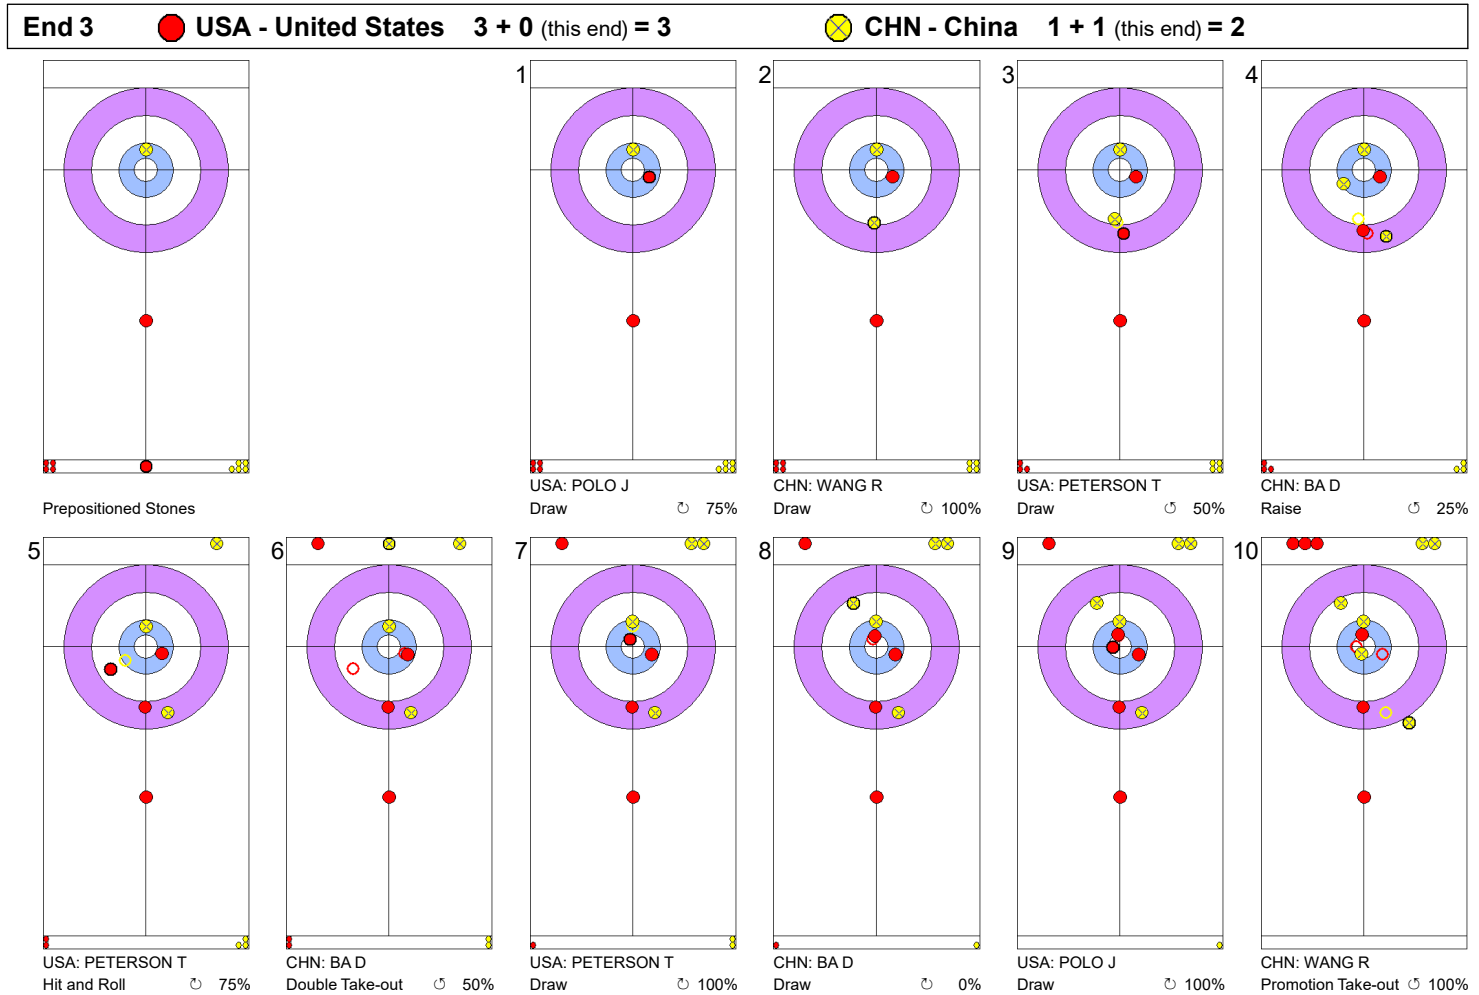 End 3 USA - United States 3 + 0 (this end) = 3 CHN - China 1 + 1 (this end) = 2
1 2 3 4
USA: POLO J CHN: WANG R USA: PETERSON T CHN: BA D
Prepositioned Stones Draw ↻ 75% Draw ↻ 100% Draw ↻ 50% Raise ↺ 25%
5 6 7 8 9 10
USA: PETERSON T CHN: BA D USA: PETERSON T CHN: BA D USA: POLO J CHN: WANG R
Hit and Roll ↻ 75% Double Take-out ↺ 50% Draw ↻ 100% Draw ↻ 0% Draw ↻ 100% Promotion Take-out ↺ 100%